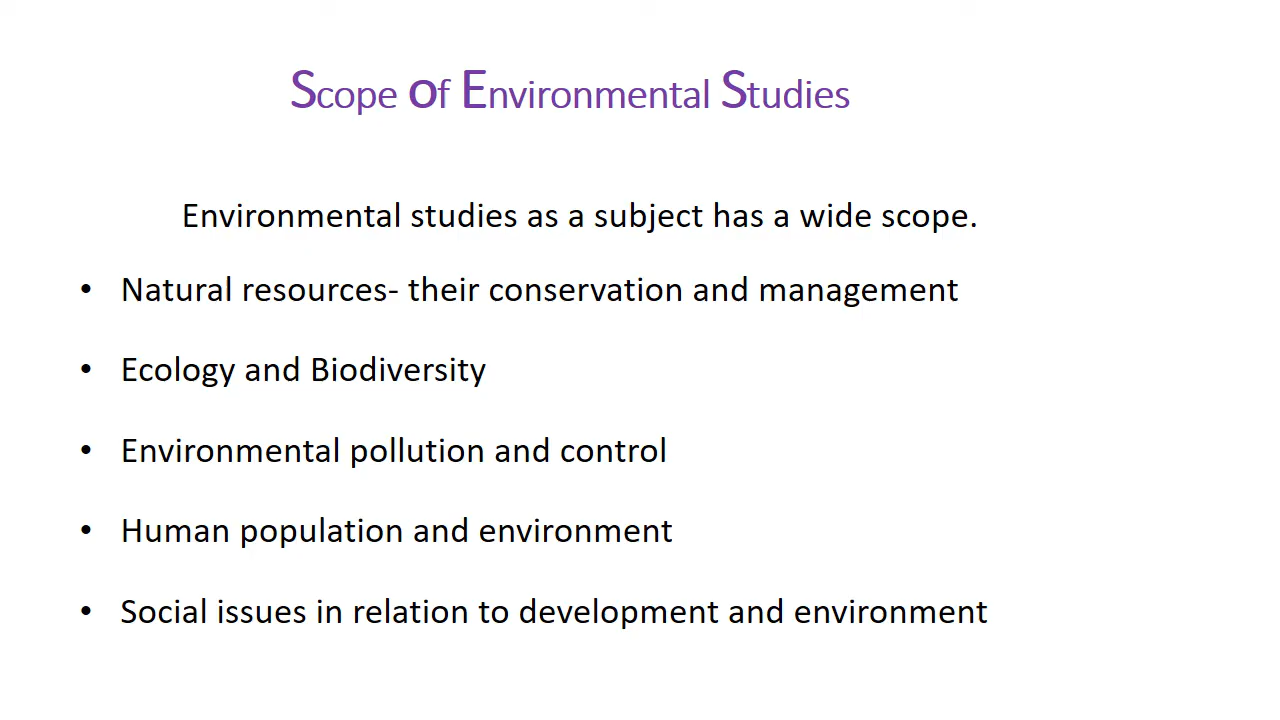 Scope of Environmental Studies
Environmental studies as a subject has a wide scope.
• Natural resources- their conservation and management
• Ecology and Biodiversity
• Environmental pollution and control
• Human population and environment
• Social issues in relation to development and environment